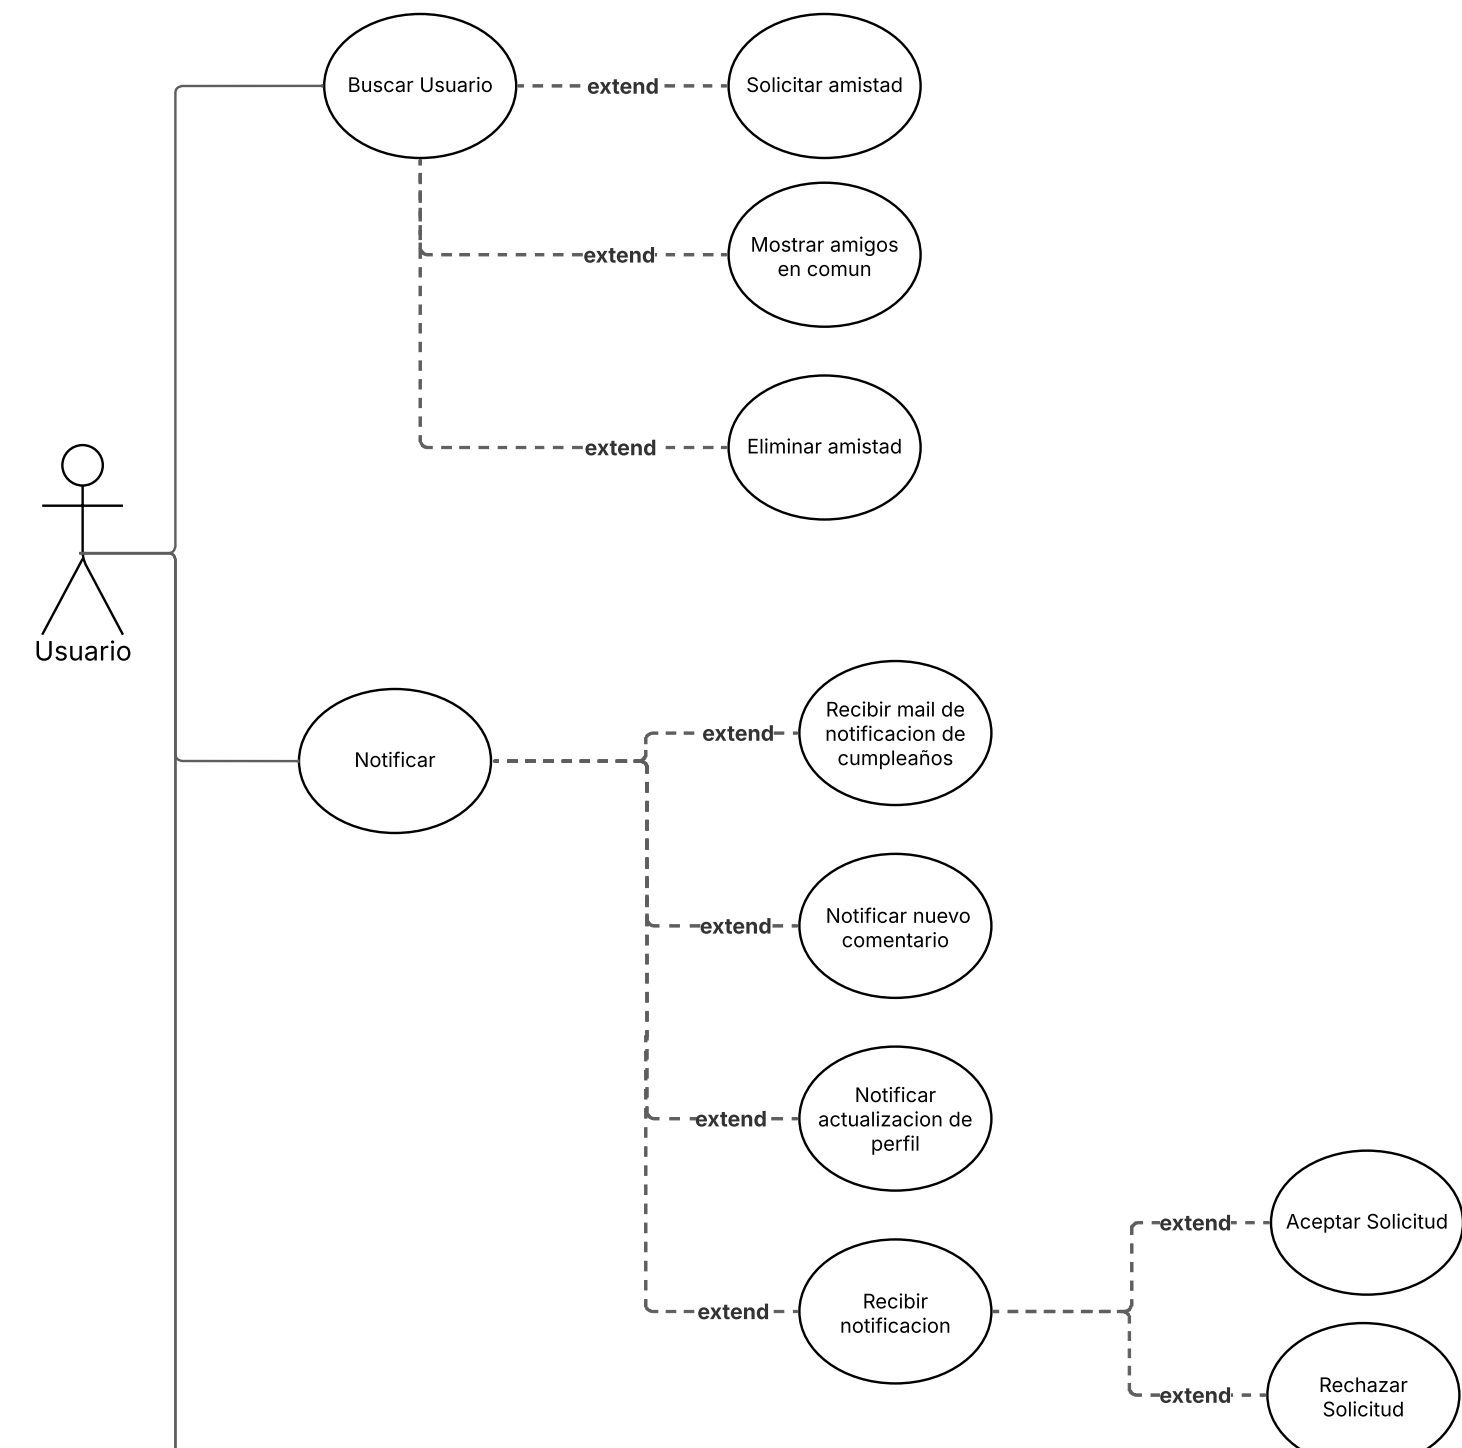 Buscar Usuario
extend
Solicitar amistad
extend
Mostrar amigos
en comun
extend
Eliminar amistad
Usuario
Notificar
extend
Recibir mail de
notificacion de
cumpleaños
extend
Notificar nuevo
comentario
extend
Notificar
actualizacion de
perfil
extend
Recibir
notificacion
extend
Aceptar Solicitud
extend
Rechazar
Solicitud